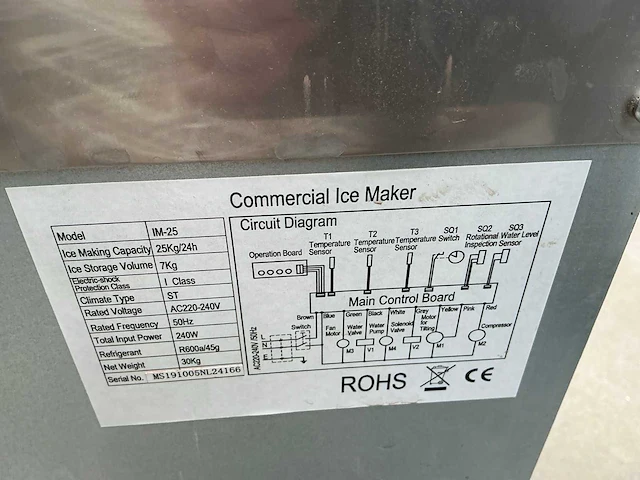 Commercial Ice Maker
Model IM-25
Ice Making Capacity 25Kg/24h
Ice Storage Volume 7Kg
Electric-shock Protection Class I Class
Climate Type ST
Rated Voltage AC220-240V
Rated Frequency 50Hz
Total Input Power 240W
Refrigerant R600a/45g
Net Weight 30Kg
Serial No. MS191005NL24166
Circuit Diagram
Operation Board
T1 Temperature Sensor
T2 Temperature Sensor
T3 Temperature Sensor
SQ1 Switch
SQ2 Rotational Inspection
SQ3 Water Level Sensor
Main Control Board
Brown Blue Green Black White Grey Yellow Pink Red
AC220-240V /50Hz
Switch
Fan Motor
Water Valve
Water Pump
Solenoid Valve
Motor for Tilting
Compressor
L
N
E
M3 V1 M4 V2 M1 M2
ROHS CE